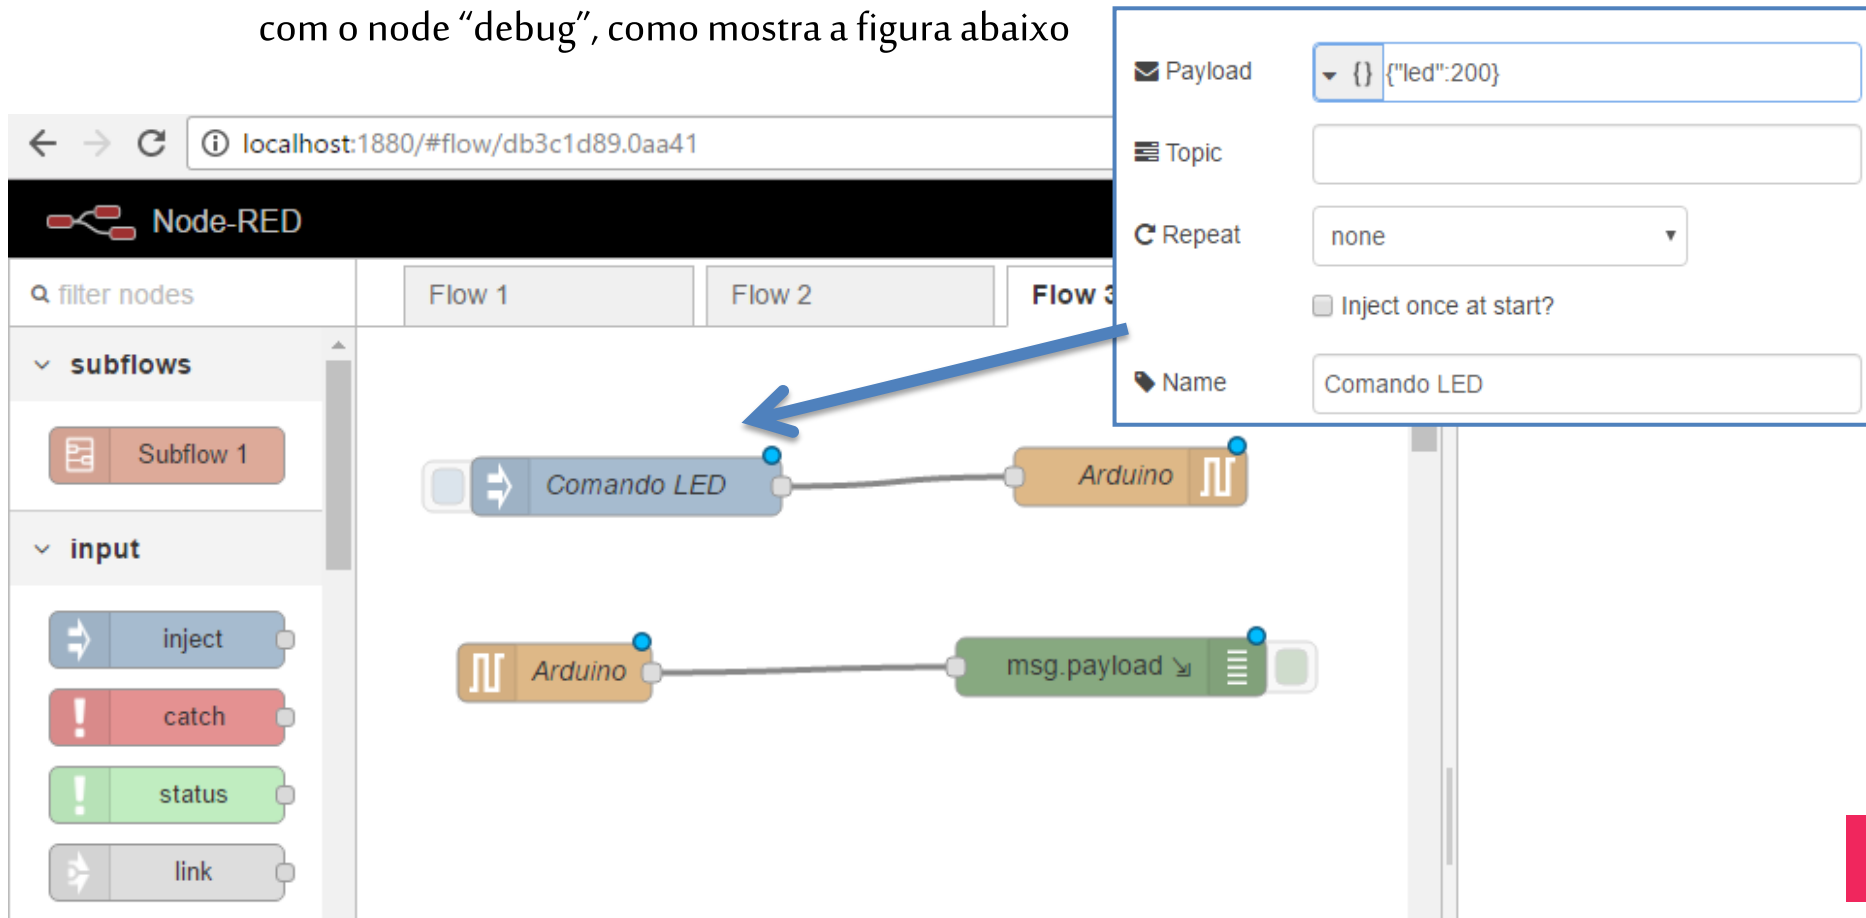 com o node “debug”, como mostra a figura abaixo
Payload
{} {"led":200}
Topic
Repeat
none
Inject once at start?
Name
Comando LED
localhost:1880/#flow/db3c1d89.0aa41
Node-RED
filter nodes
Flow 1
Flow 2
Flow 3
subflows
Subflow 1
input
inject
catch
status
link
Comando LED
Arduino
Arduino
msg.payload